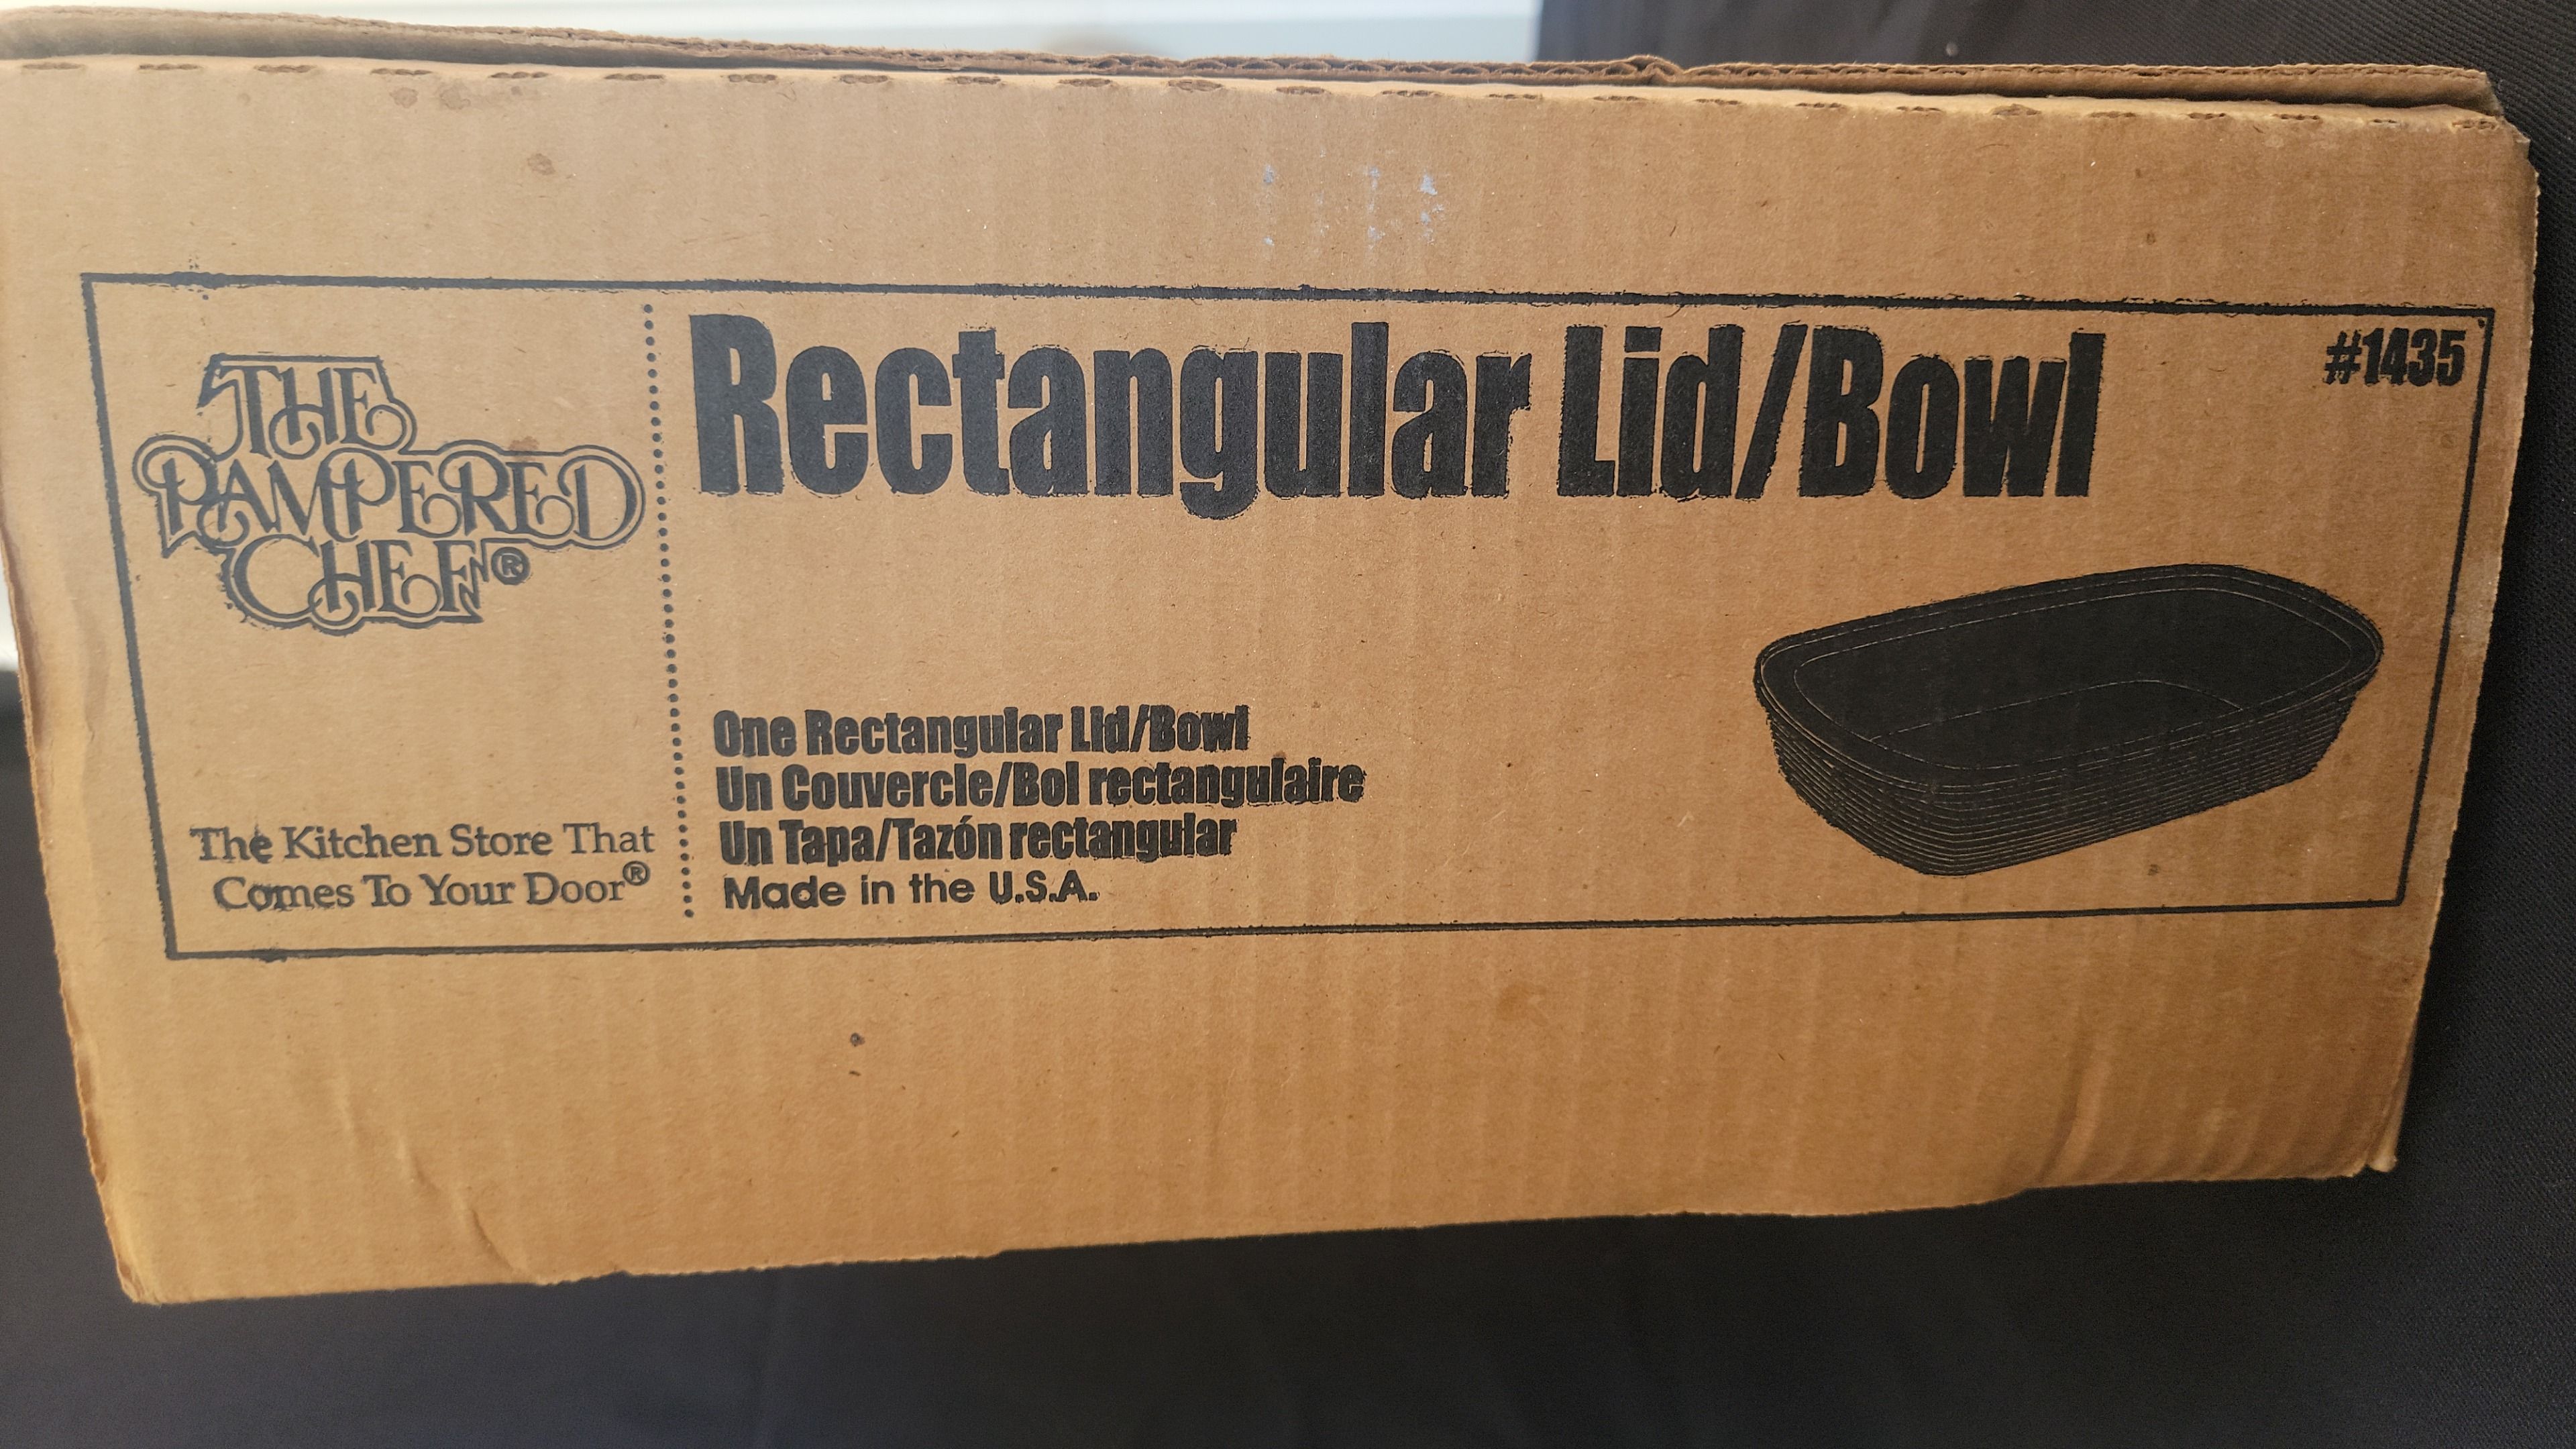 THE
PAMPERED
CHEF®
The Kitchen Store That
Comes To Your Door®
Rectangular Lid/Bowl
#1435
One Rectangular Lid/Bowl
Un Couvercle/Bol rectangulaire
Un Tapa/Tazón rectangular
Made in the U.S.A.